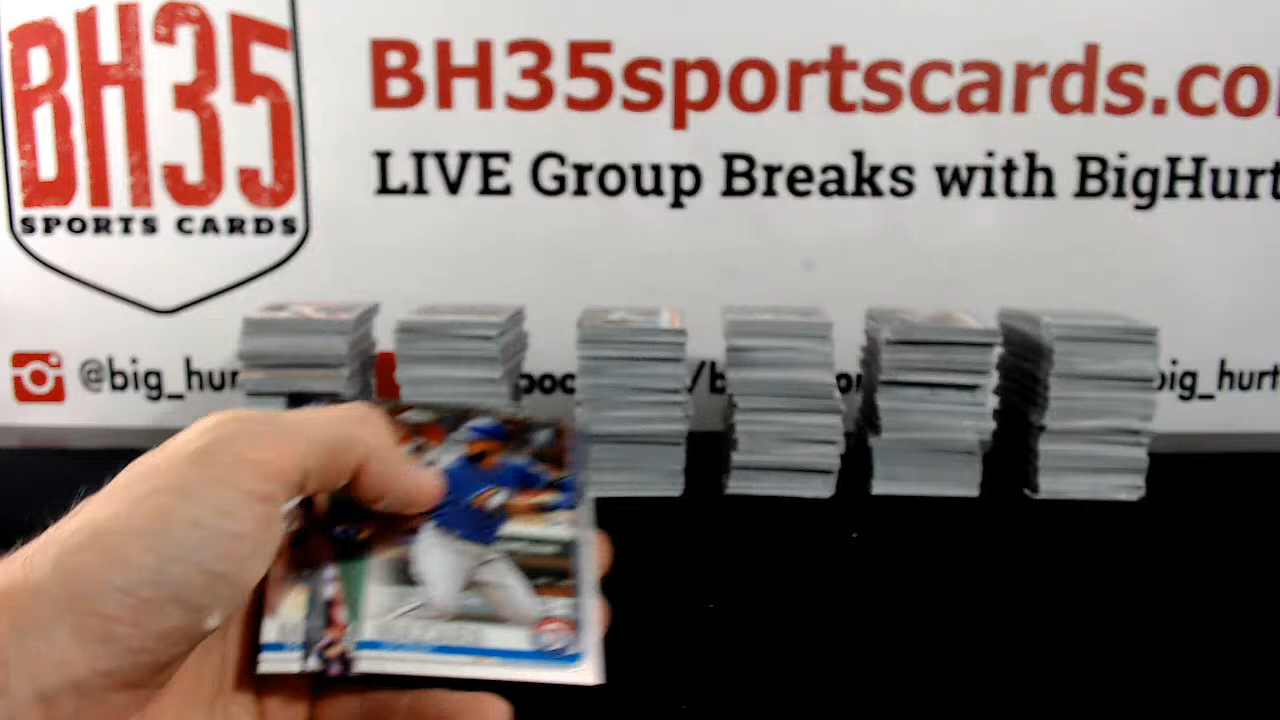 BH35
SPORTS CARDS
BH35sportscards.co
LIVE Group Breaks with BigHurt
@big_hur
big_hurt